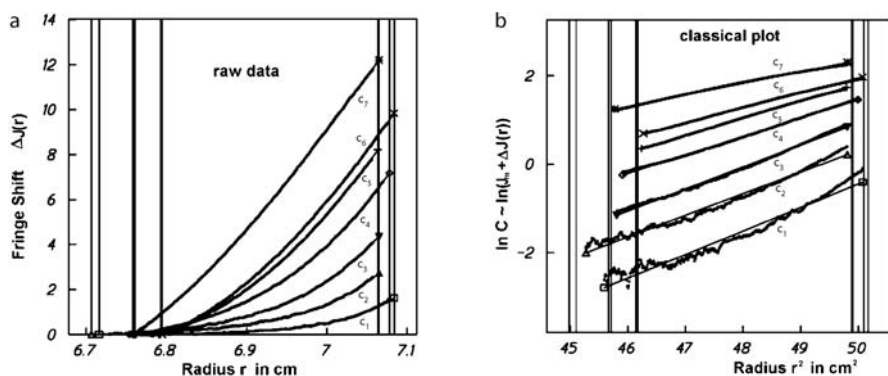 a
14
12
10
8
6
4
2
0
Fringe Shift ΔJ(r)
raw data
c₇
c₆
c₅
c₄
c₃
c₂
c₁
6.7
6.8
6.9
7
7.1
Radius r in cm
b
2
0
−2
ln C ~ ln(Jₘ + ΔJ(r))
classical plot
c₇
c₆
c₅
c₄
c₃
c₂
c₁
45
46
47
48
49
50
Radius r² in cm²